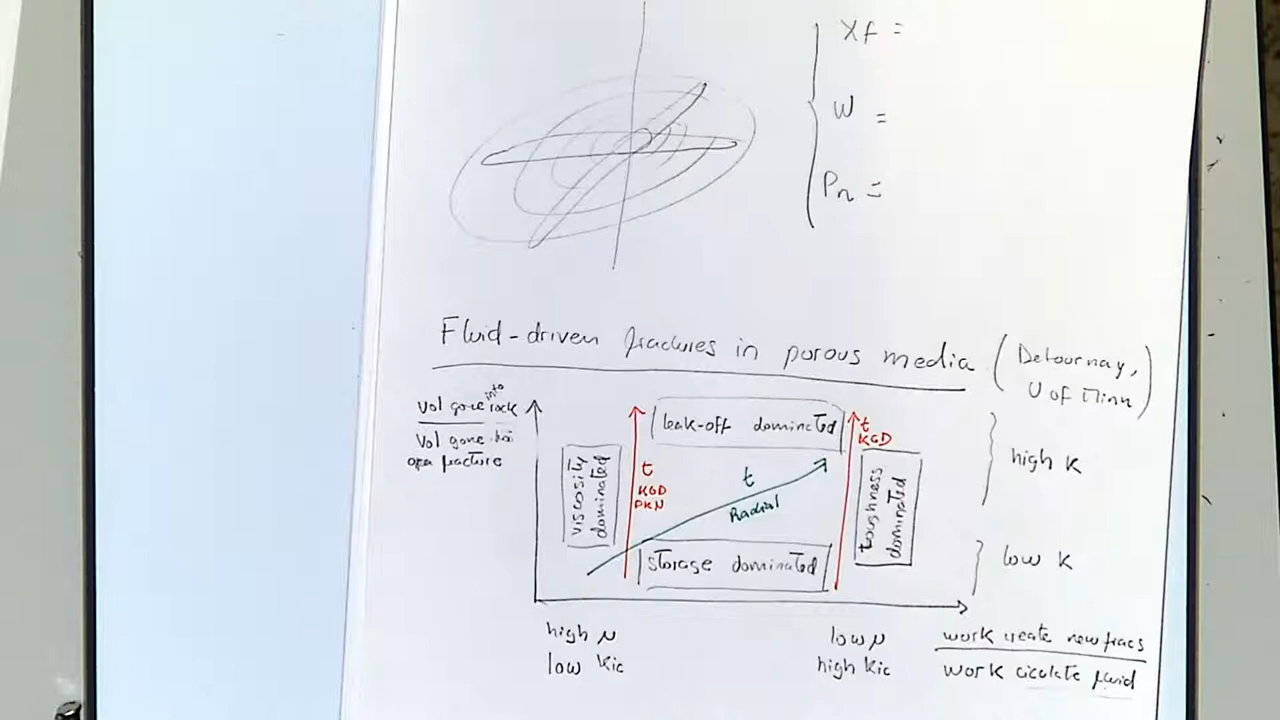 xf =
w =
Pn =
Fluid-driven fractures in porous media (Detournay,
U of Minn)
vol gone into rock
vol gone
open fracture
leak-off dominated
viscosity
dominated
t
KGD
PKN
t
Radial
t
KGD
toughness
dominated
storage dominated
high k
low k
high μ
low KIC
low μ
high KIC
work create new fracs
work ciculate fluid